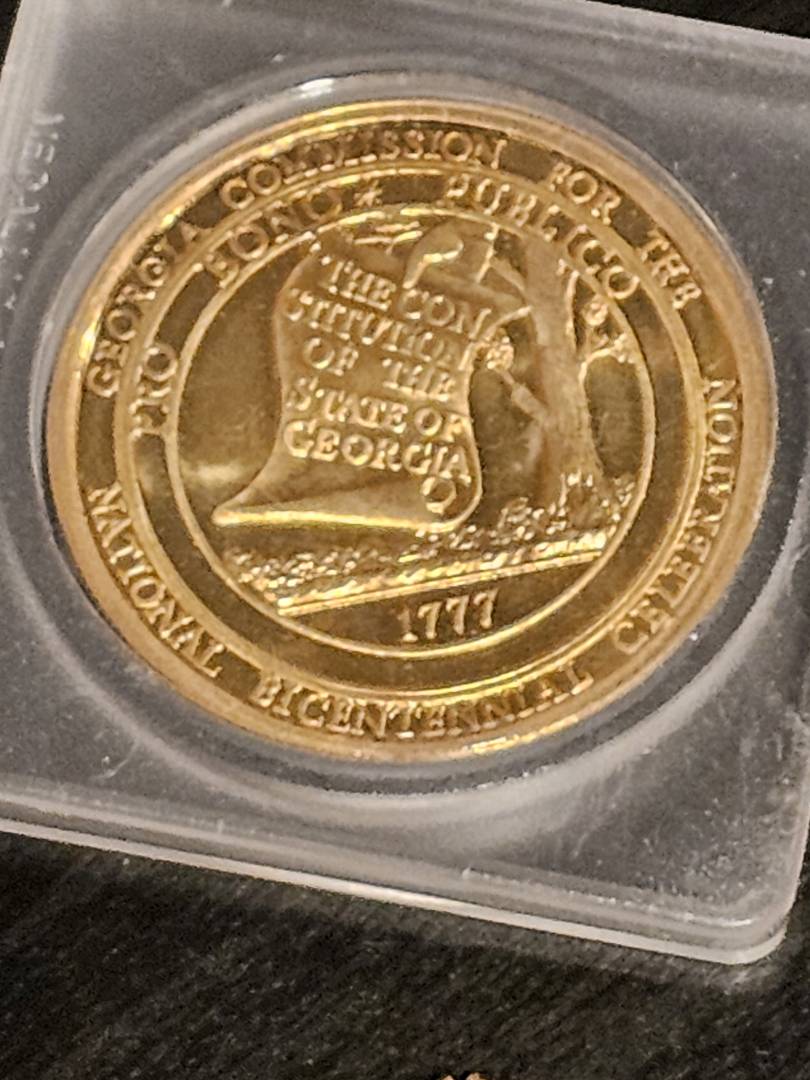 GEORGIA COMMISSION FOR THE
NATIONAL BICENTENNIAL CELEBRATION
PRO BONO * PUBLICO
THE CON
STITUTION
OF THE
STATE OF
GEORGIA
1777